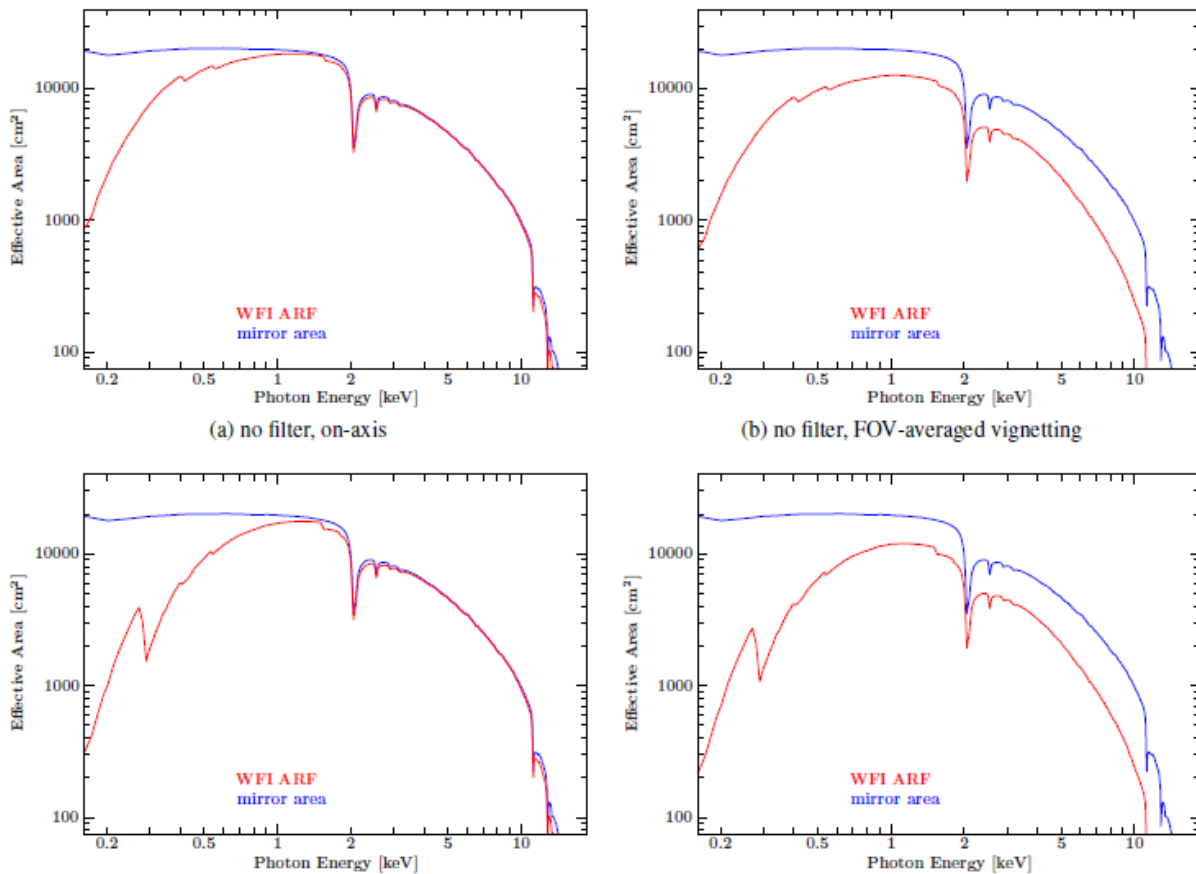 10000
1000
100
Effective Area [cm²]
WFI ARF
mirror area
0.2 0.5 1 2 5 10
Photon Energy [keV]
(a) no filter, on-axis
10000
1000
100
Effective Area [cm²]
WFI ARF
mirror area
0.2 0.5 1 2 5 10
Photon Energy [keV]
(b) no filter, FOV-averaged vignetting
10000
1000
100
Effective Area [cm²]
WFI ARF
mirror area
0.2 0.5 1 2 5 10
Photon Energy [keV]
10000
1000
100
Effective Area [cm²]
WFI ARF
mirror area
0.2 0.5 1 2 5 10
Photon Energy [keV]